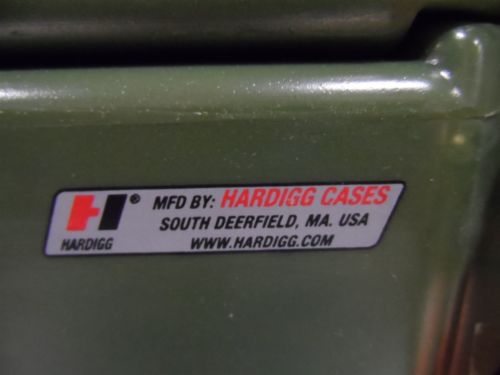 H®
HARDIGG
MFD BY: HARDIGG CASES
SOUTH DEERFIELD, MA. USA
WWW.HARDIGG.COM